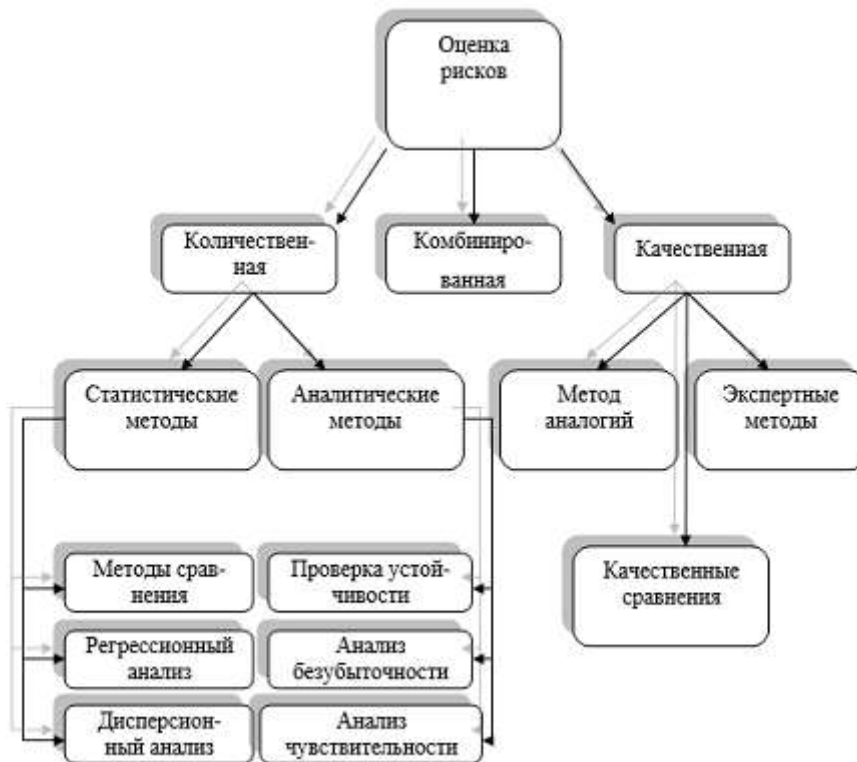 Оценка
рисков
Количествен-
ная
Комбиниро-
ванная
Качественная
Статистические
методы
Аналитические
методы
Метод
аналогий
Экспертные
методы
Методы срав-
нения
Проверка устой-
чивости
Качественные
сравнения
Регрессионный
анализ
Анализ
безубыточности
Дисперсион-
ный анализ
Анализ
чувствительности